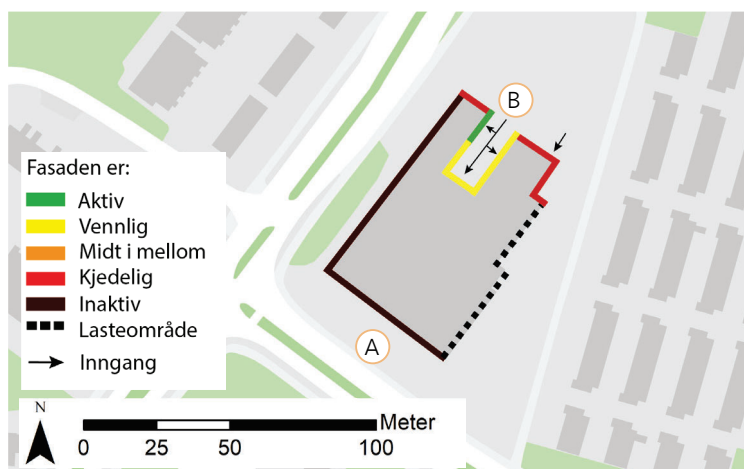 B
Fasaden er:
Aktiv
Vennlig
Midt i mellom
Kjedelig
Inaktiv
Lasteområde
Inngang
A
N
Meter
0 25 50 100